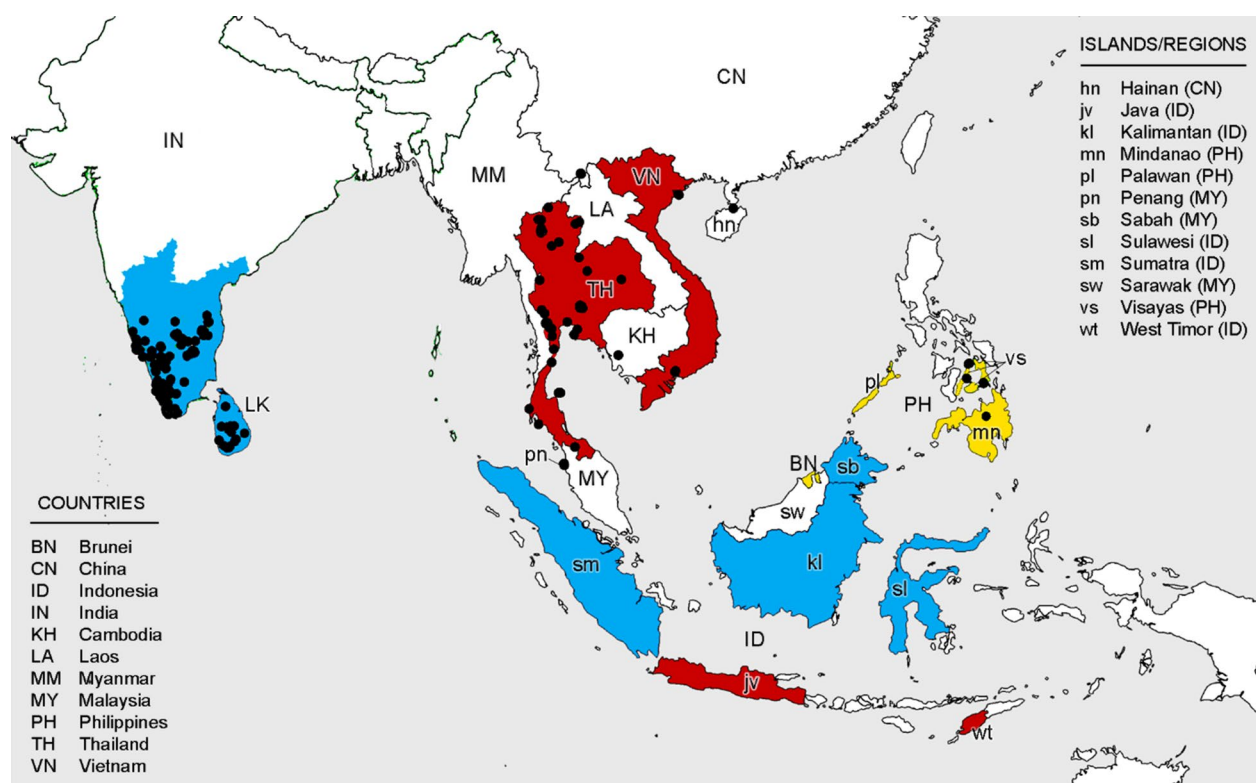 ISLANDS/REGIONS
hn Hainan (CN)
jv Java (ID)
kl Kalimantan (ID)
mn Mindanao (PH)
pl Palawan (PH)
pn Penang (MY)
sb Sabah (MY)
sl Sulawesi (ID)
sm Sumatra (ID)
sw Sarawak (MY)
vs Visayas (PH)
wt West Timor (ID)
CN
IN
MM
VN
LA
hn
TH
KH
vs
pl
PH
LK
mn
pn
MY
BN
sb
sw
sm
kl
sl
ID
jv
wt
COUNTRIES
BN Brunei
CN China
ID Indonesia
IN India
KH Cambodia
LA Laos
MM Myanmar
MY Malaysia
PH Philippines
TH Thailand
VN Vietnam